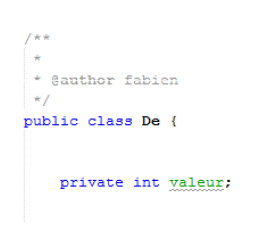 /**
 *
 * @author fabien
 */
public class De {
private int valeur;